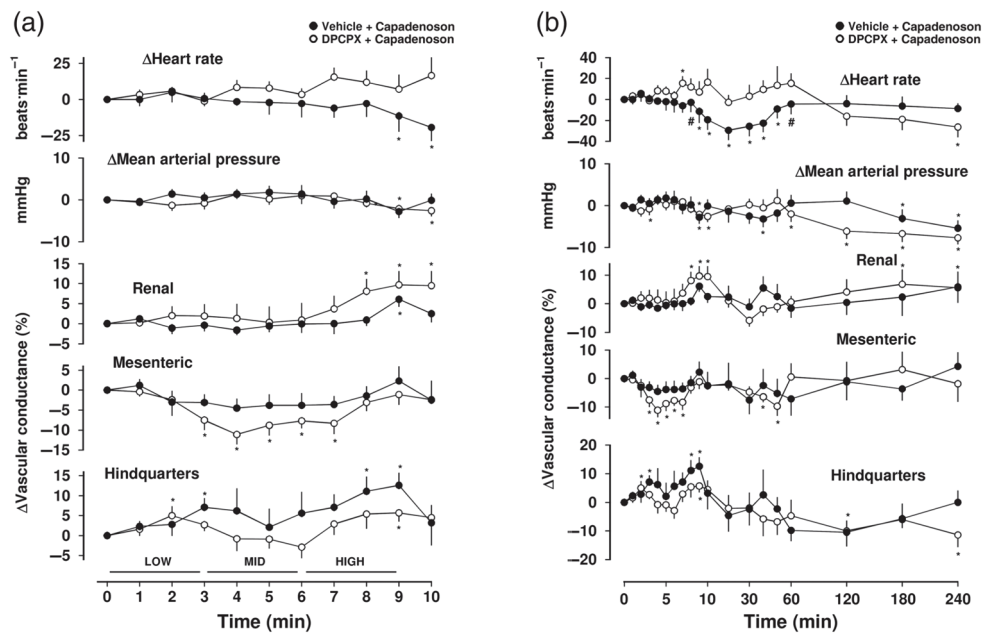 (a)
● Vehicle + Capadenoson
○ DPCPX + Capadenoson
ΔHeart rate
beats·min⁻¹
25
0
−25
ΔMean arterial pressure
mmHg
10
0
−10
Renal
15
10
5
0
−5
Mesenteric
ΔVascular conductance (%)
5
0
−5
−10
−15
Hindquarters
15
10
5
0
−5
LOW MID HIGH
0 1 2 3 4 5 6 7 8 9 10
Time (min)
(b)
● Vehicle + Capadenoson
○ DPCPX + Capadenoson
ΔHeart rate
beats·min⁻¹
40
20
0
−20
−40
# #
ΔMean arterial pressure
mmHg
10
0
−10
Renal
10
0
−10
Mesenteric
ΔVascular conductance (%)
10
0
−10
Hindquarters
20
10
0
−10
−20
0 5 10 30 60 120 180 240
Time (min)